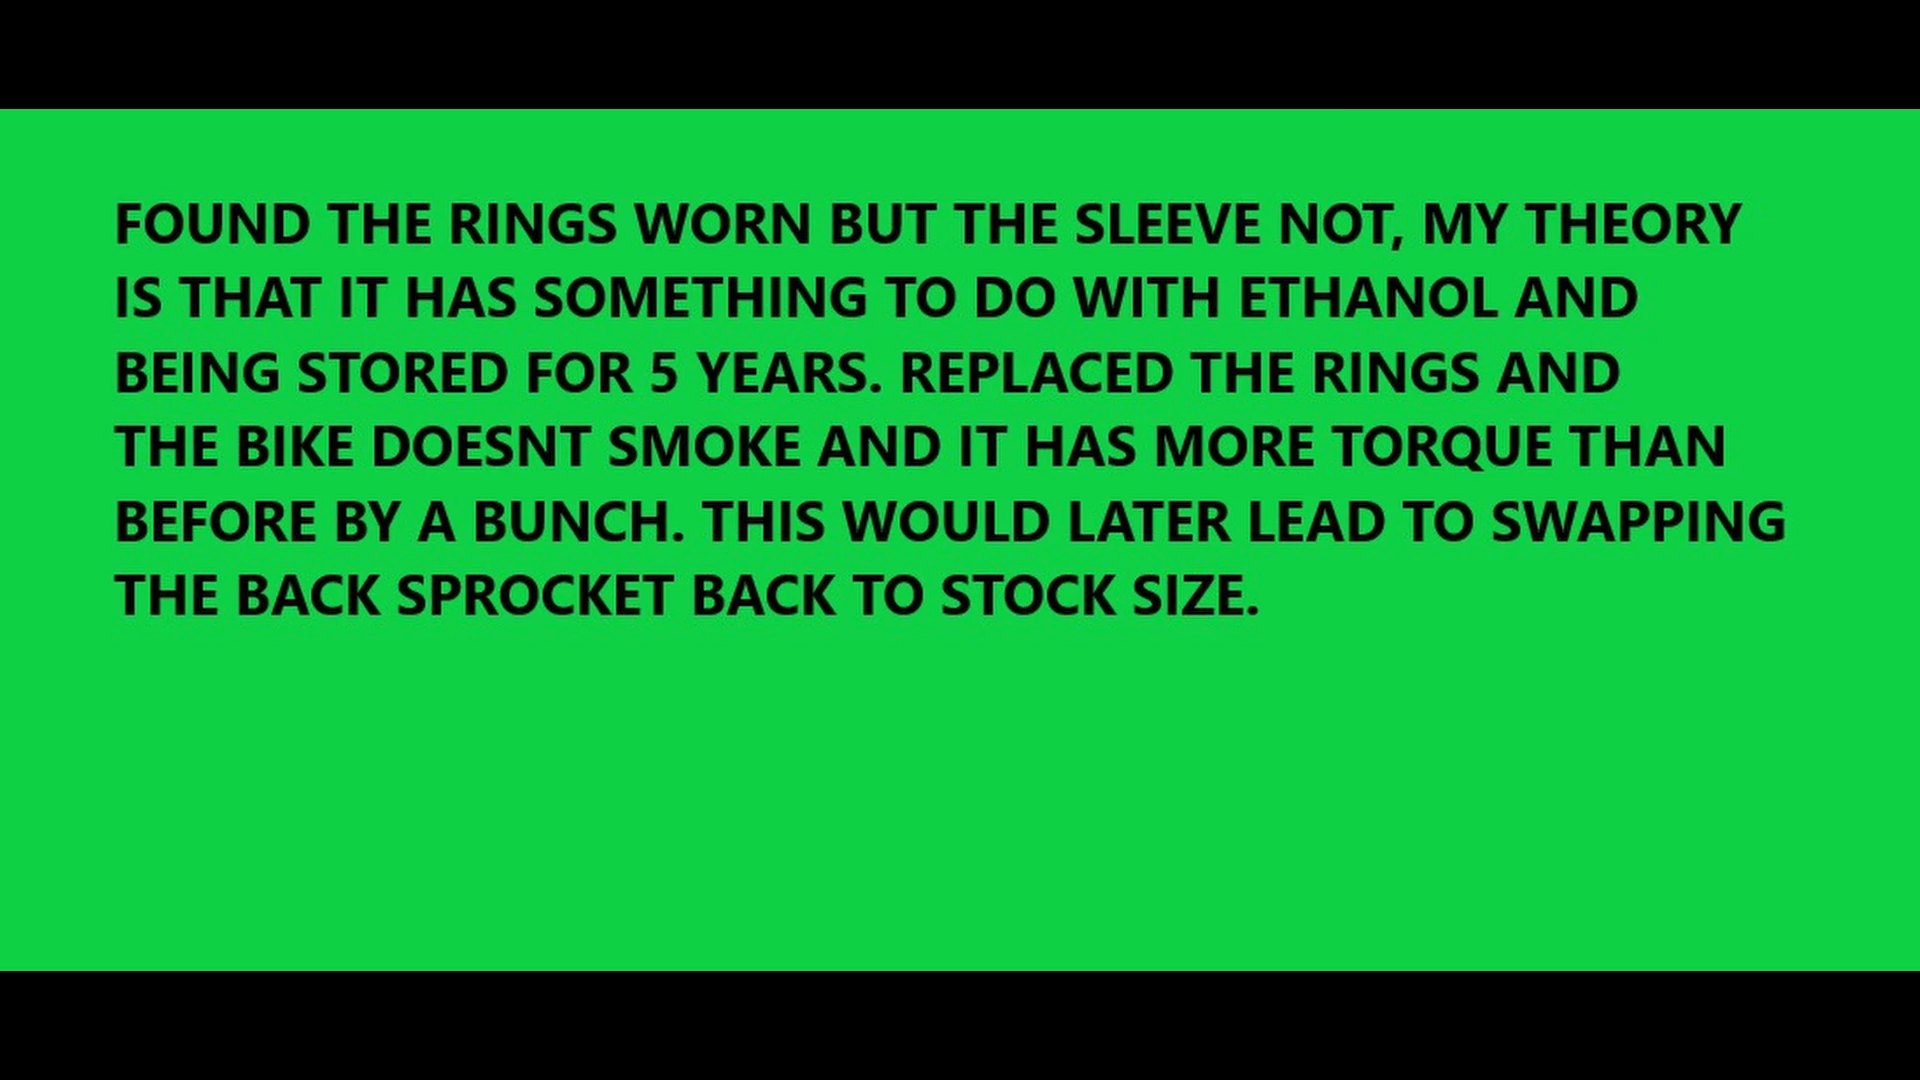 FOUND THE RINGS WORN BUT THE SLEEVE NOT, MY THEORY
IS THAT IT HAS SOMETHING TO DO WITH ETHANOL AND
BEING STORED FOR 5 YEARS. REPLACED THE RINGS AND
THE BIKE DOESNT SMOKE AND IT HAS MORE TORQUE THAN
BEFORE BY A BUNCH. THIS WOULD LATER LEAD TO SWAPPING
THE BACK SPROCKET BACK TO STOCK SIZE.